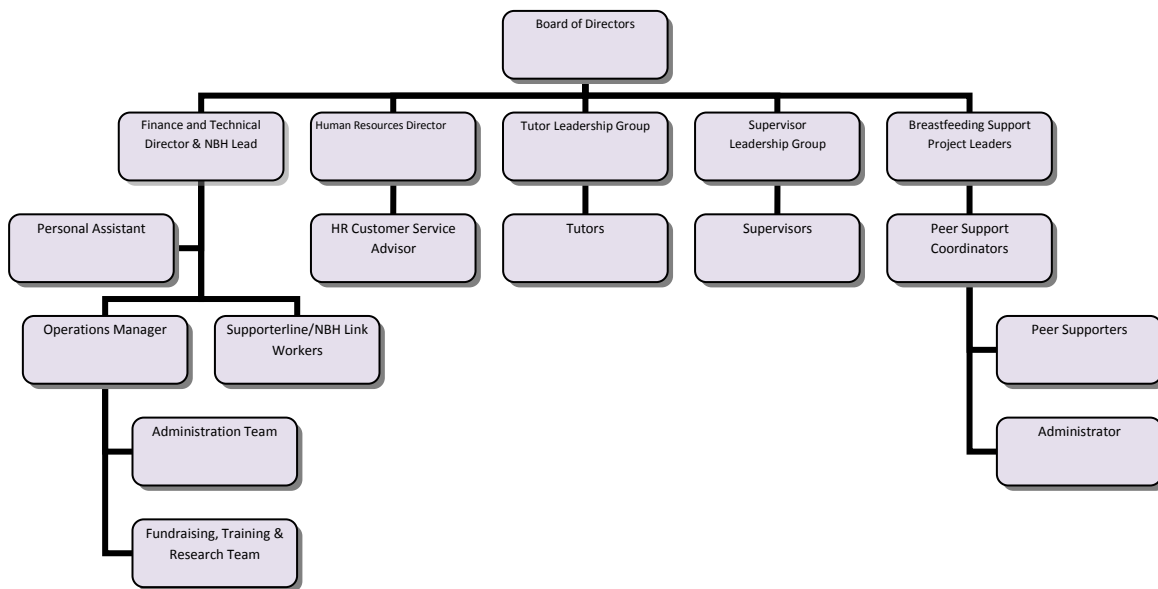 Board of Directors
Finance and Technical
Director & NBH Lead
Human Resources Director
Tutor Leadership Group
Supervisor
Leadership Group
Breastfeeding Support
Project Leaders
Personal Assistant
HR Customer Service
Advisor
Tutors
Supervisors
Peer Support
Coordinators
Operations Manager
Supporterline/NBH Link
Workers
Peer Supporters
Administration Team
Administrator
Fundraising, Training &
Research Team